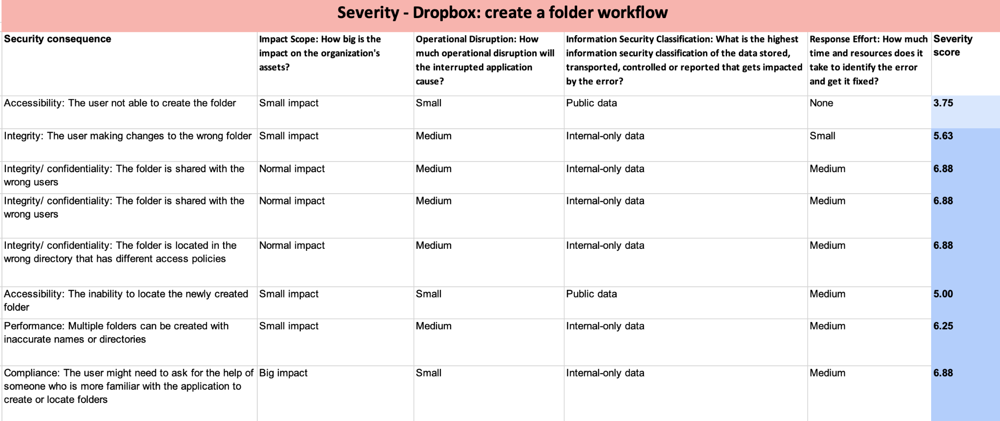 Severity - Dropbox: create a folder workflow
Security consequence
Impact Scope: How big is the
impact on the organization's
assets?
Operational Disruption: How
much operational disruption will
the interrupted application
cause?
Information Security Classification: What is the highest
information security classification of the data stored,
transported, controlled or reported that gets impacted
by the error?
Response Effort: How much
time and resources does it
take to identify the error
and get it fixed?
Severity
score
Accessibility: The user not able to create the folder
Small impact
Small
Public data
None
3.75
Integrity: The user making changes to the wrong folder
Small impact
Medium
Internal-only data
Small
5.63
Integrity/ confidentiality: The folder is shared with the
wrong users
Normal impact
Medium
Internal-only data
Medium
6.88
Integrity/ confidentiality: The folder is shared with the
wrong users
Normal impact
Medium
Internal-only data
Medium
6.88
Integrity/ confidentiality: The folder is located in the
wrong directory that has different access policies
Normal impact
Medium
Internal-only data
Medium
6.88
Accessibility: The inability to locate the newly created
folder
Small impact
Small
Public data
Medium
5.00
Performance: Multiple folders can be created with
inaccurate names or directories
Small impact
Medium
Internal-only data
Medium
6.25
Compliance: The user might need to ask for the help of
someone who is more familiar with the application to
create or locate folders
Big impact
Small
Internal-only data
Medium
6.88